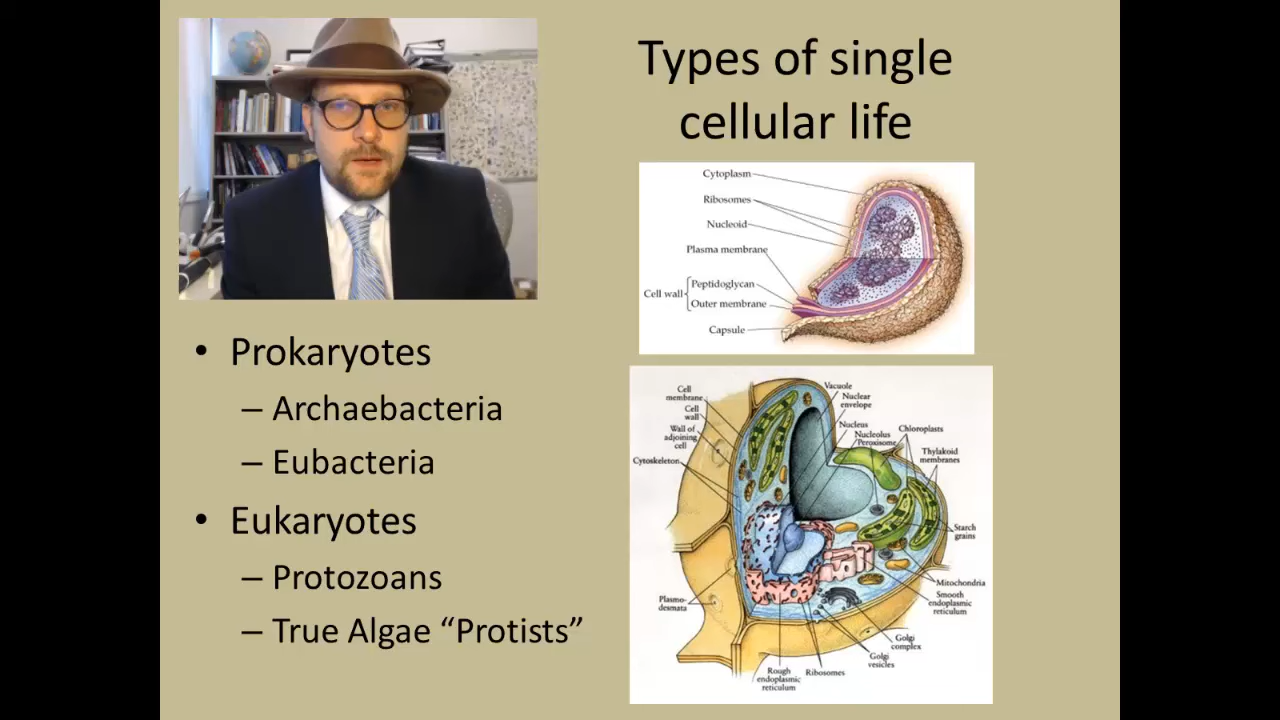 Types of single
cellular life
Cytoplasm
Ribosomes
Nucleoid
Plasma membrane
Cell wall
Peptidoglycan
Outer membrane
Capsule
• Prokaryotes
– Archaebacteria
– Eubacteria
• Eukaryotes
– Protozoans
– True Algae “Protists”
Cell
membrane
Cell
wall
Wall of
adjoining
cell
Cytoskeleton
Vacuole
Nuclear
envelope
Nucleus
Nucleolus
Peroxisome
Chloroplasts
Thylakoid
membranes
Starch
grains
Mitochondria
Smooth
endoplasmic
reticulum
Plasmo-
desmata
Golgi
complex
Golgi
vesicles
Ribosomes
Rough
endoplasmic
reticulum